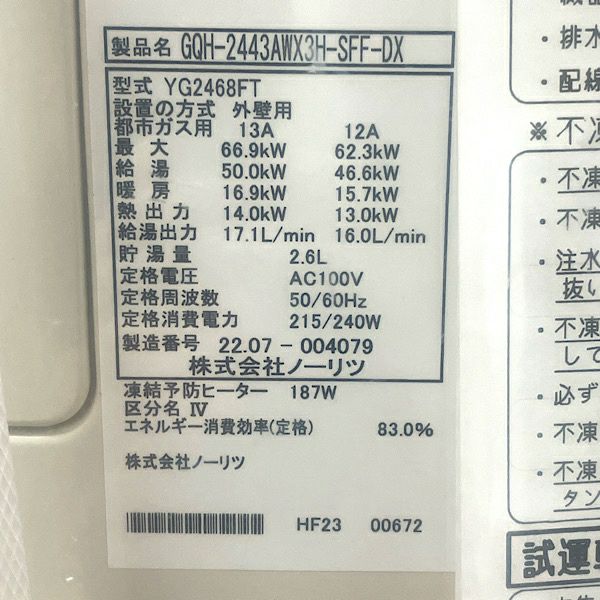 製品名 GQH-2443AWX3H-SFF-DX
型式 YG2468FT
設置の方式 外壁用
都市ガス用 13A 12A
最大 66.9kW 62.3kW
給湯 50.0kW 46.6kW
暖房 16.9kW 15.7kW
熱出力 14.0kW 13.0kW
給湯出力 17.1L/min 16.0L/min
貯湯量 2.6L
定格電圧 AC100V
定格周波数 50/60Hz
定格消費電力 215/240W
製造番号 22.07-004079
株式会社ノーリツ
凍結予防ヒーター 187W
区分名 Ⅳ
エネルギー消費効率(定格) 83.0%
株式会社ノーリツ
HF23 00672
・排水
・配線
※不凍
・不凍
・不凍
・注水
抜い
・不凍
して
・必ず
・不凍
・不凍
タン
試運